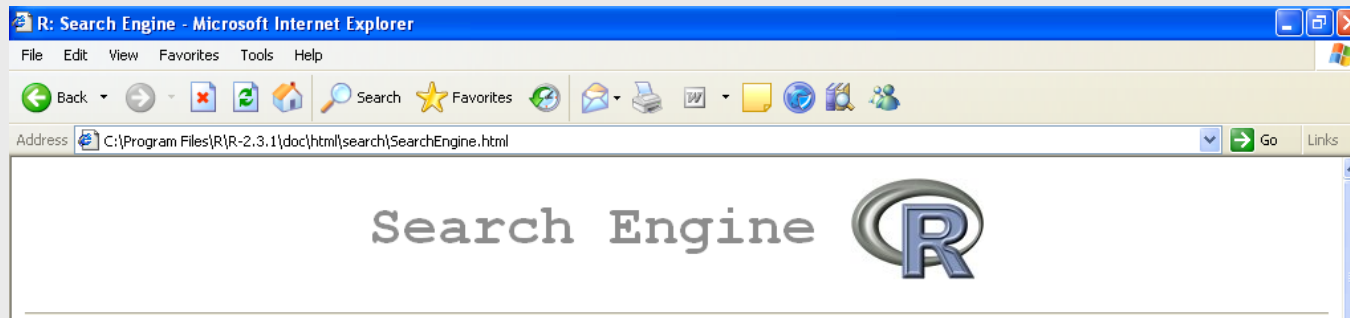 R: Search Engine - Microsoft Internet Explorer
File Edit View Favorites Tools Help
Back Search Favorites W
Address C:\Program Files\R\R-2.3.1\doc\html\search\SearchEngine.html Go Links
Search Engine R